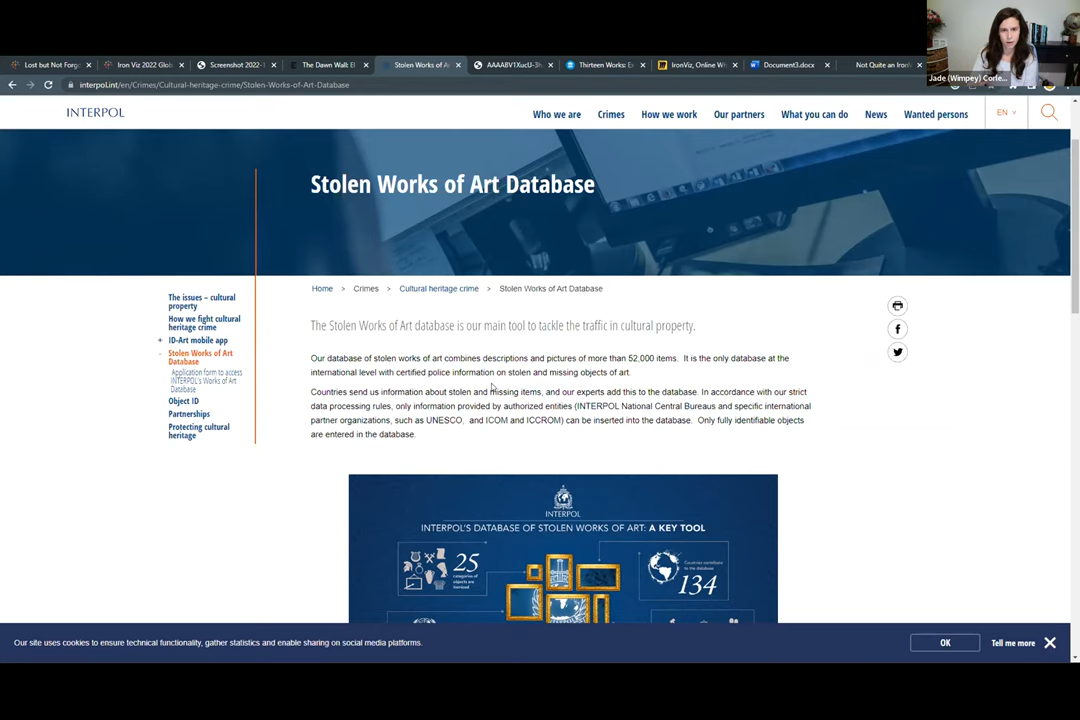 Jade (Wimpey) Corle...
Lost but Not Forg
Iron Viz 2022 Glob
Screenshot 2022-1
The Dawn Wall: El
Stolen Works of A
AAAABV1XucU-3h
Thirteen Works: E
IronViz, Online W
Document3.docx
Not Quite an Iron
interpol.int/en/Crimes/Cultural-heritage-crime/Stolen-Works-of-Art-Database
INTERPOL
Who we are
Crimes
How we work
Our partners
What you can do
News
Wanted persons
EN
Stolen Works of Art Database
Home > Crimes > Cultural heritage crime > Stolen Works of Art Database
The issues – cultural
property
How we fight cultural
heritage crime
+ ID-Art mobile app
- Stolen Works of Art
Database
Application form to access
INTERPOL's Works of Art
Database
Object ID
Partnerships
Protecting cultural
heritage
The Stolen Works of Art database is our main tool to tackle the traffic in cultural property.
Our database of stolen works of art combines descriptions and pictures of more than 52,000 items. It is the only database at the
international level with certified police information on stolen and missing objects of art.
Countries send us information about stolen and missing items, and our experts add this to the database. In accordance with our strict
data processing rules, only information provided by authorized entities (INTERPOL National Central Bureaus and specific international
partner organizations, such as UNESCO, and ICOM and ICCROM) can be inserted into the database. Only fully identifiable objects
are entered in the database.
INTERPOL
INTERPOL'S DATABASE OF STOLEN WORKS OF ART: A KEY TOOL
25
categories of
objects are
itemized
Countries contribute
to the database
134
Our site uses cookies to ensure technical functionality, gather statistics and enable sharing on social media platforms.
OK
Tell me more